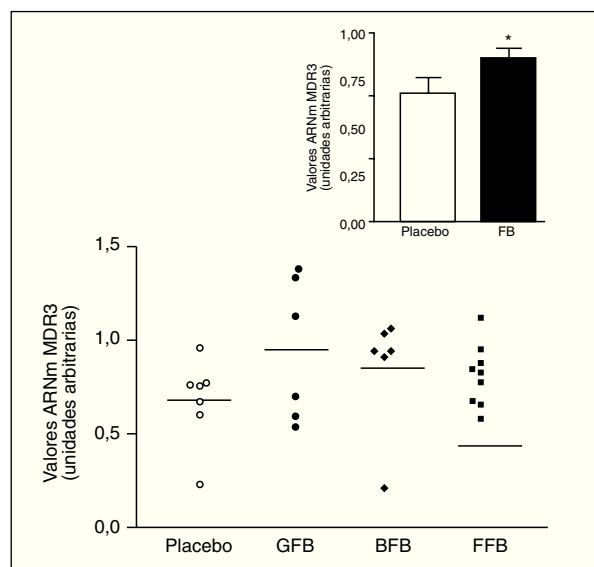 Valores ARNm MDR3
(unidades arbitrarias)
1,00
0,75
0,50
0,25
0,00
*
Placebo FB
Valores ARNm MDR3
(unidades arbitrarias)
1,5
1,0
0,5
0,0
Placebo GFB BFB FFB